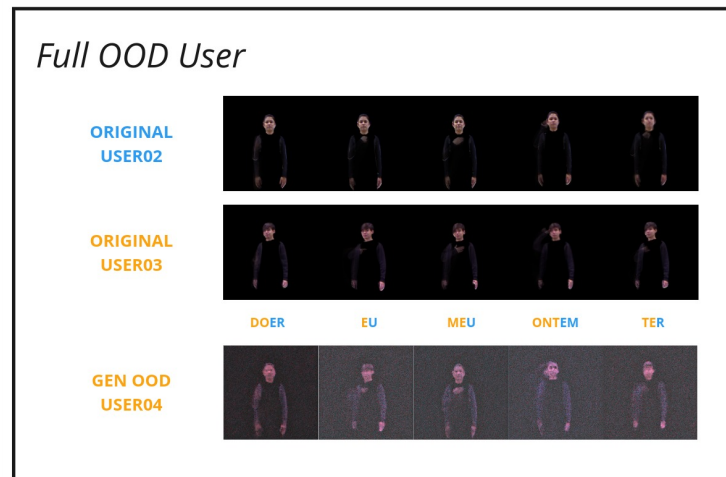 Full OOD User
ORIGINAL
USER02
ORIGINAL
USER03
DOER EU MEU ONTEM TER
GEN OOD
USER04